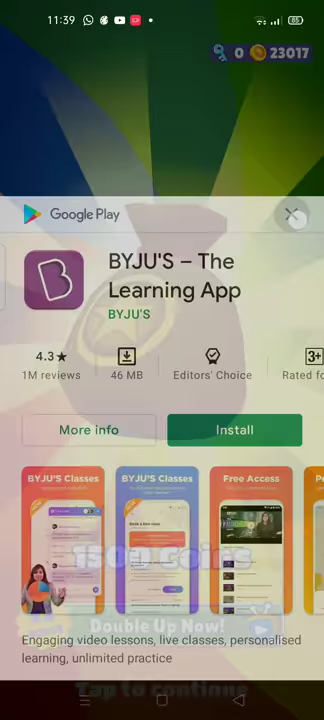 11:39
85
0 23017
Google Play
BYJU'S – The
Learning App
BYJU'S
4.3★
1M reviews
46 MB
Editors' Choice
3+
Rated fo
More info
Install
BYJU'S Classes
BYJU'S Classes
Free Access
Pe
1500 Coins
Double Up Now!
Engaging video lessons, live classes, personalised
learning, unlimited practice
Tap to continue